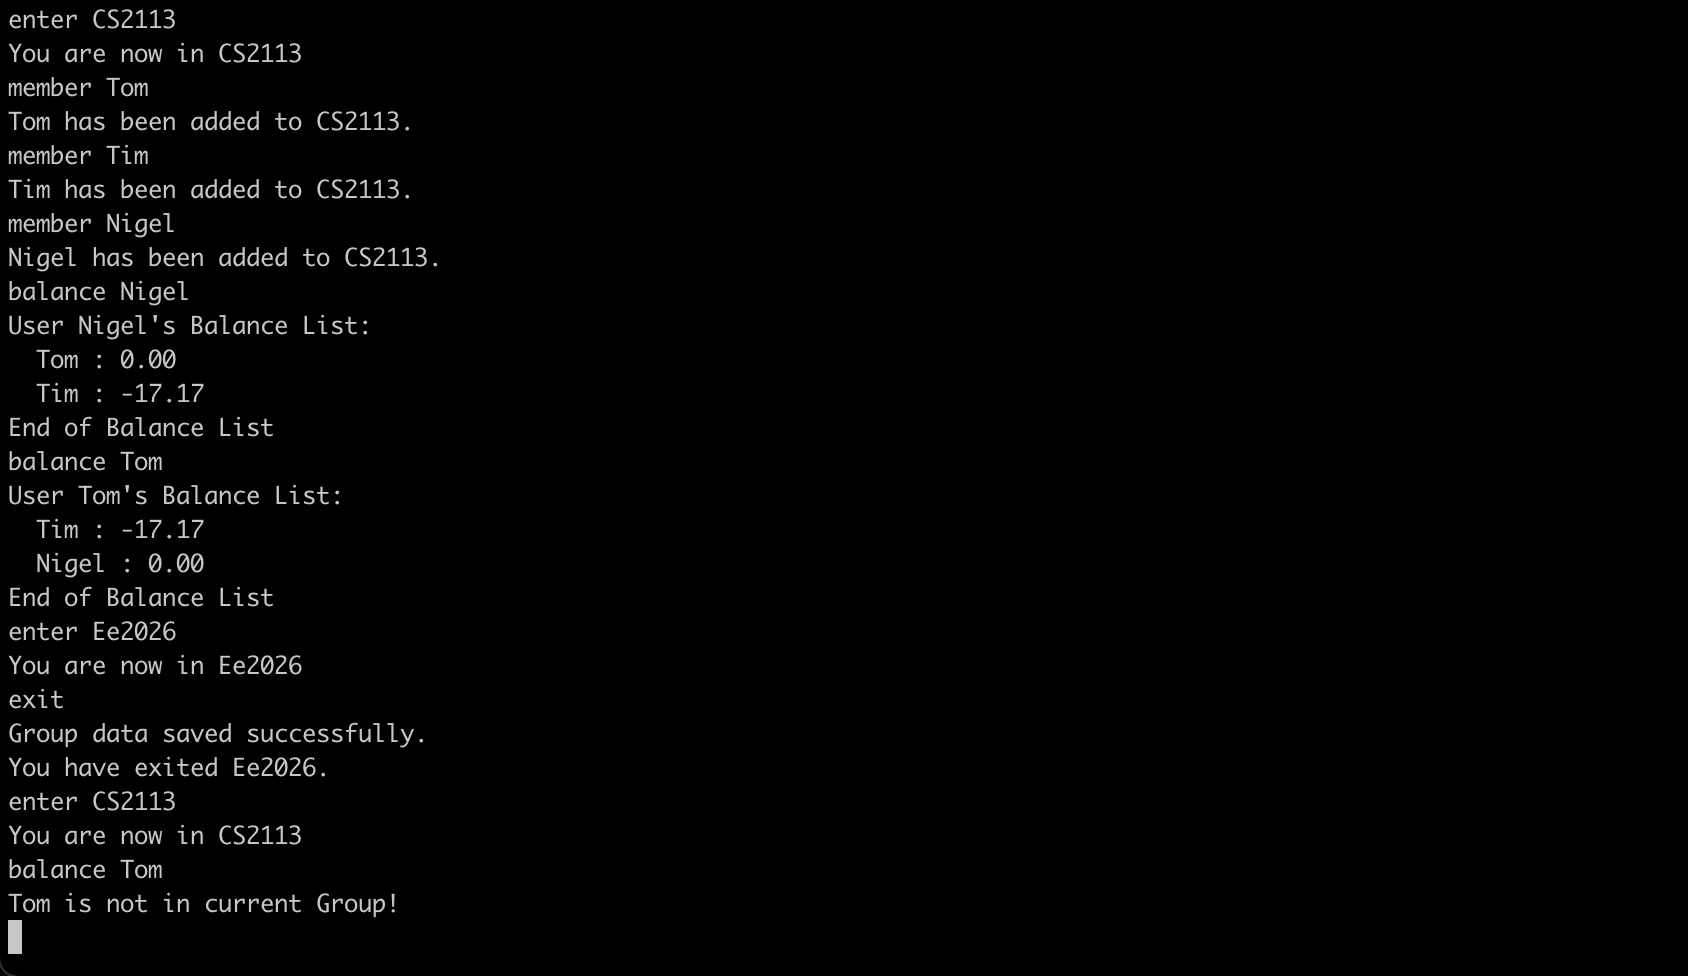 enter CS2113
You are now in CS2113
member Tom
Tom has been added to CS2113.
member Tim
Tim has been added to CS2113.
member Nigel
Nigel has been added to CS2113.
balance Nigel
User Nigel's Balance List:
  Tom : 0.00
  Tim : -17.17
End of Balance List
balance Tom
User Tom's Balance List:
  Tim : -17.17
  Nigel : 0.00
End of Balance List
enter Ee2026
You are now in Ee2026
exit
Group data saved successfully.
You have exited Ee2026.
enter CS2113
You are now in CS2113
balance Tom
Tom is not in current Group!